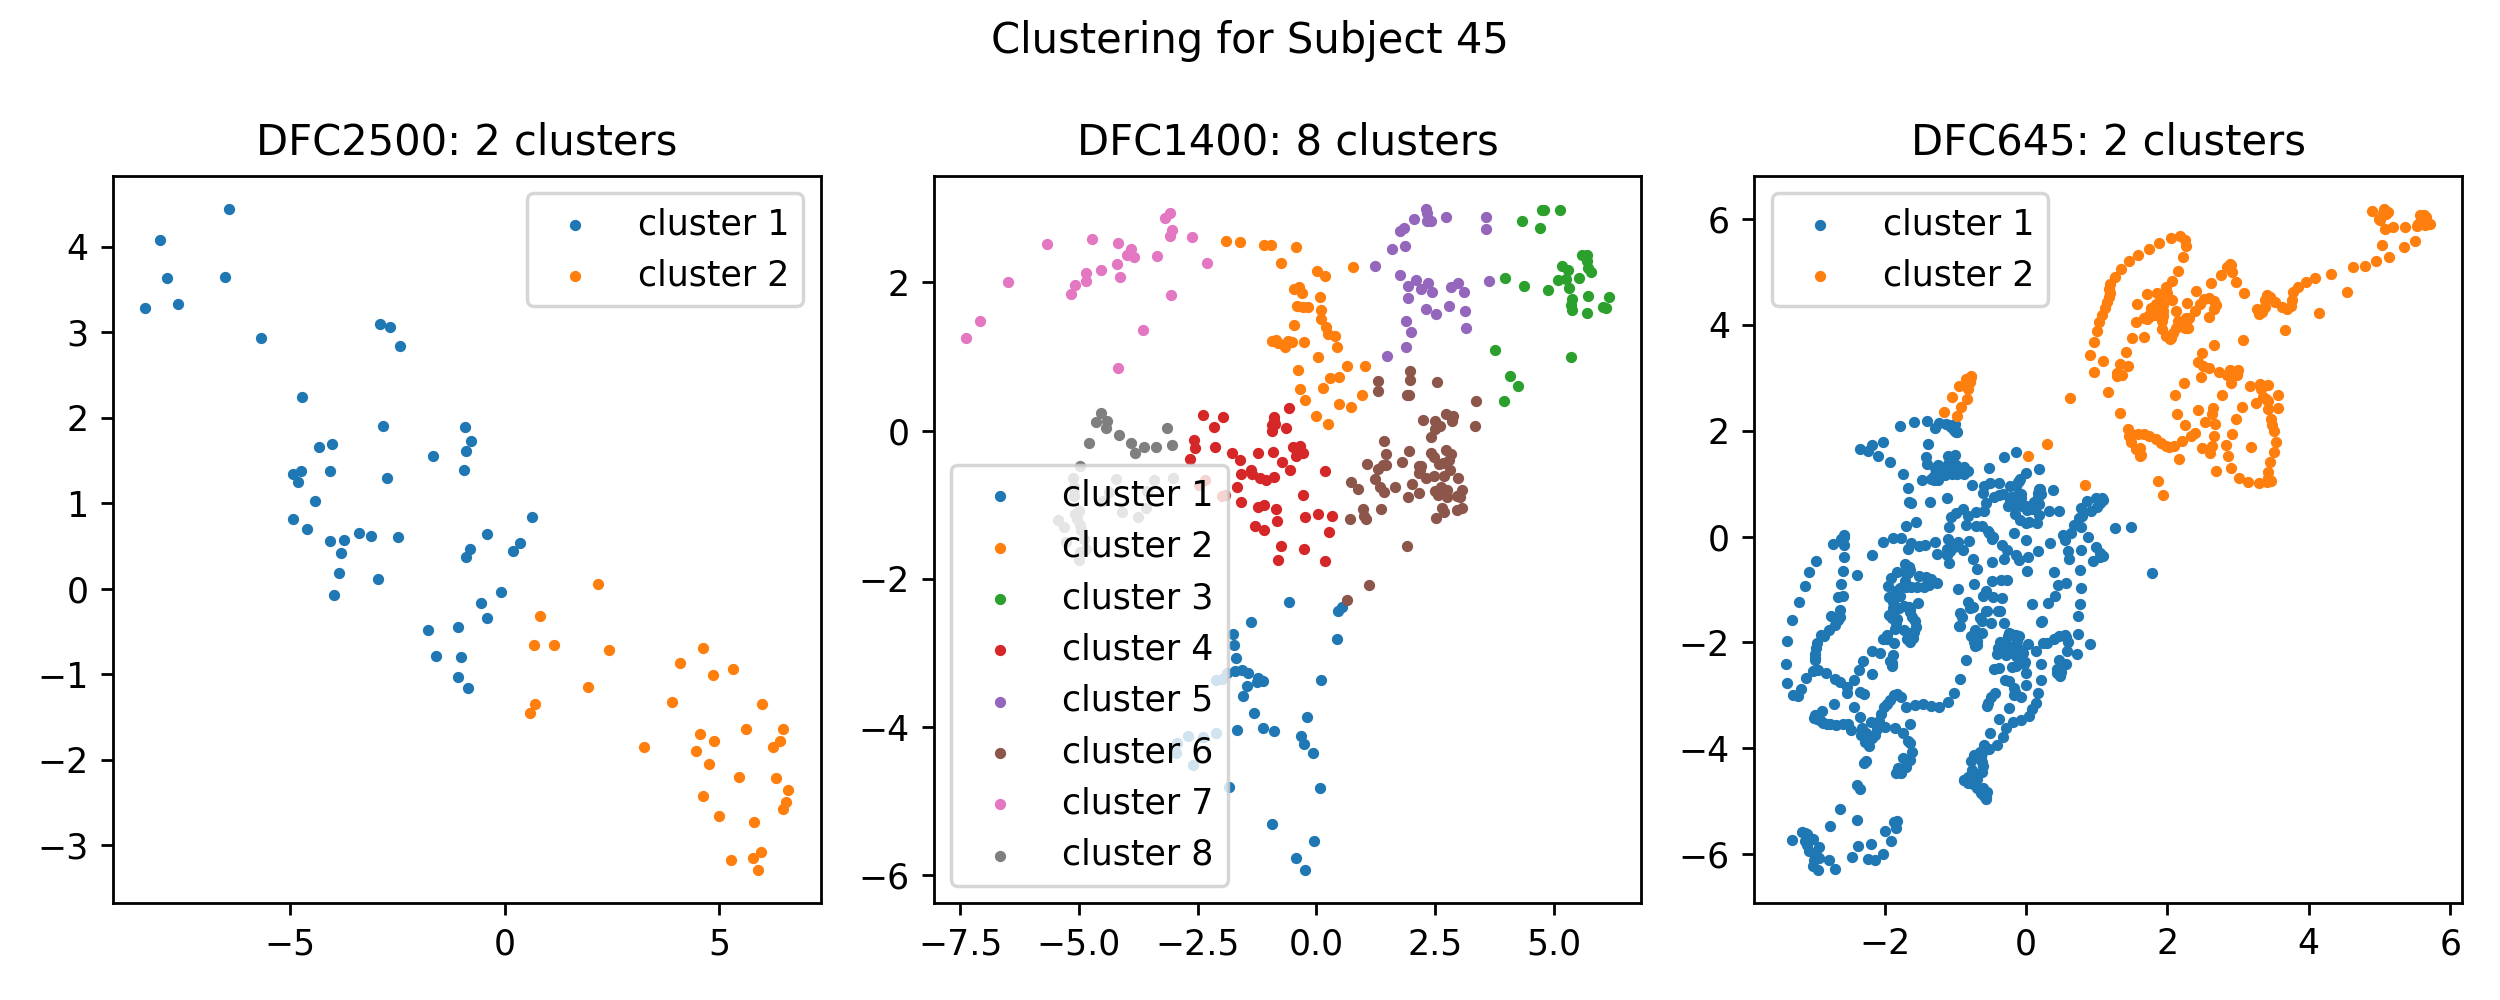 Clustering for Subject 45
DFC2500: 2 clusters
cluster 1
cluster 2
4
3
2
1
0
−1
−2
−3
−5
0
5
DFC1400: 8 clusters
2
0
−2
−4
−6
cluster 1
cluster 2
cluster 3
cluster 4
cluster 5
cluster 6
cluster 7
cluster 8
−7.5
−5.0
−2.5
0.0
2.5
5.0
DFC645: 2 clusters
cluster 1
cluster 2
6
4
2
0
−2
−4
−6
−2
0
2
4
6